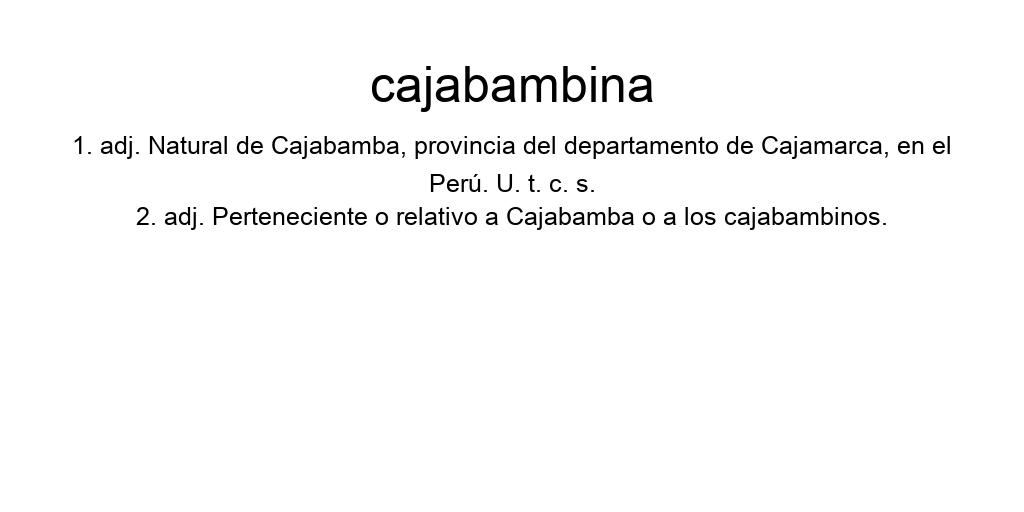 cajabambina
1. adj. Natural de Cajabamba, provincia del departamento de Cajamarca, en el
Perú. U. t. c. s.
2. adj. Perteneciente o relativo a Cajabamba o a los cajabambinos.